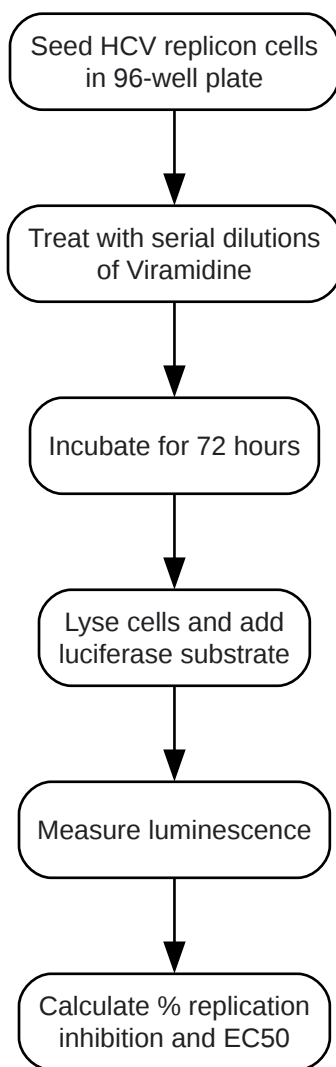 Seed HCV replicon cells
in 96-well plate
Treat with serial dilutions
of Viramidine
Incubate for 72 hours
Lyse cells and add
luciferase substrate
Measure luminescence
Calculate % replication
inhibition and EC50